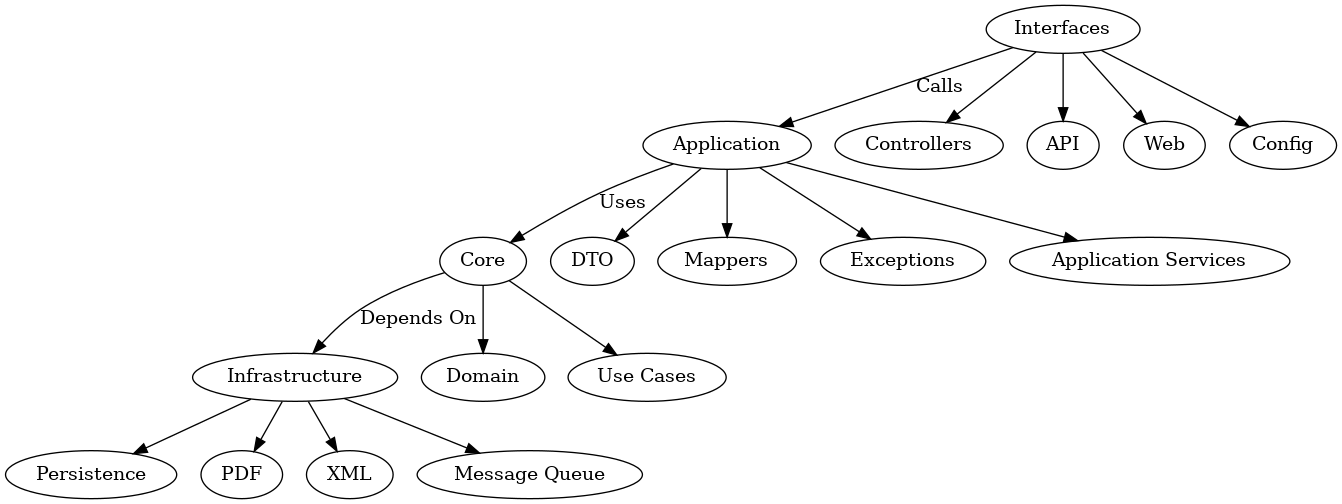 Interfaces
Calls
Application
Controllers
API
Web
Config
Uses
Core
DTO
Mappers
Exceptions
Application Services
Depends On
Infrastructure
Domain
Use Cases
Persistence
PDF
XML
Message Queue